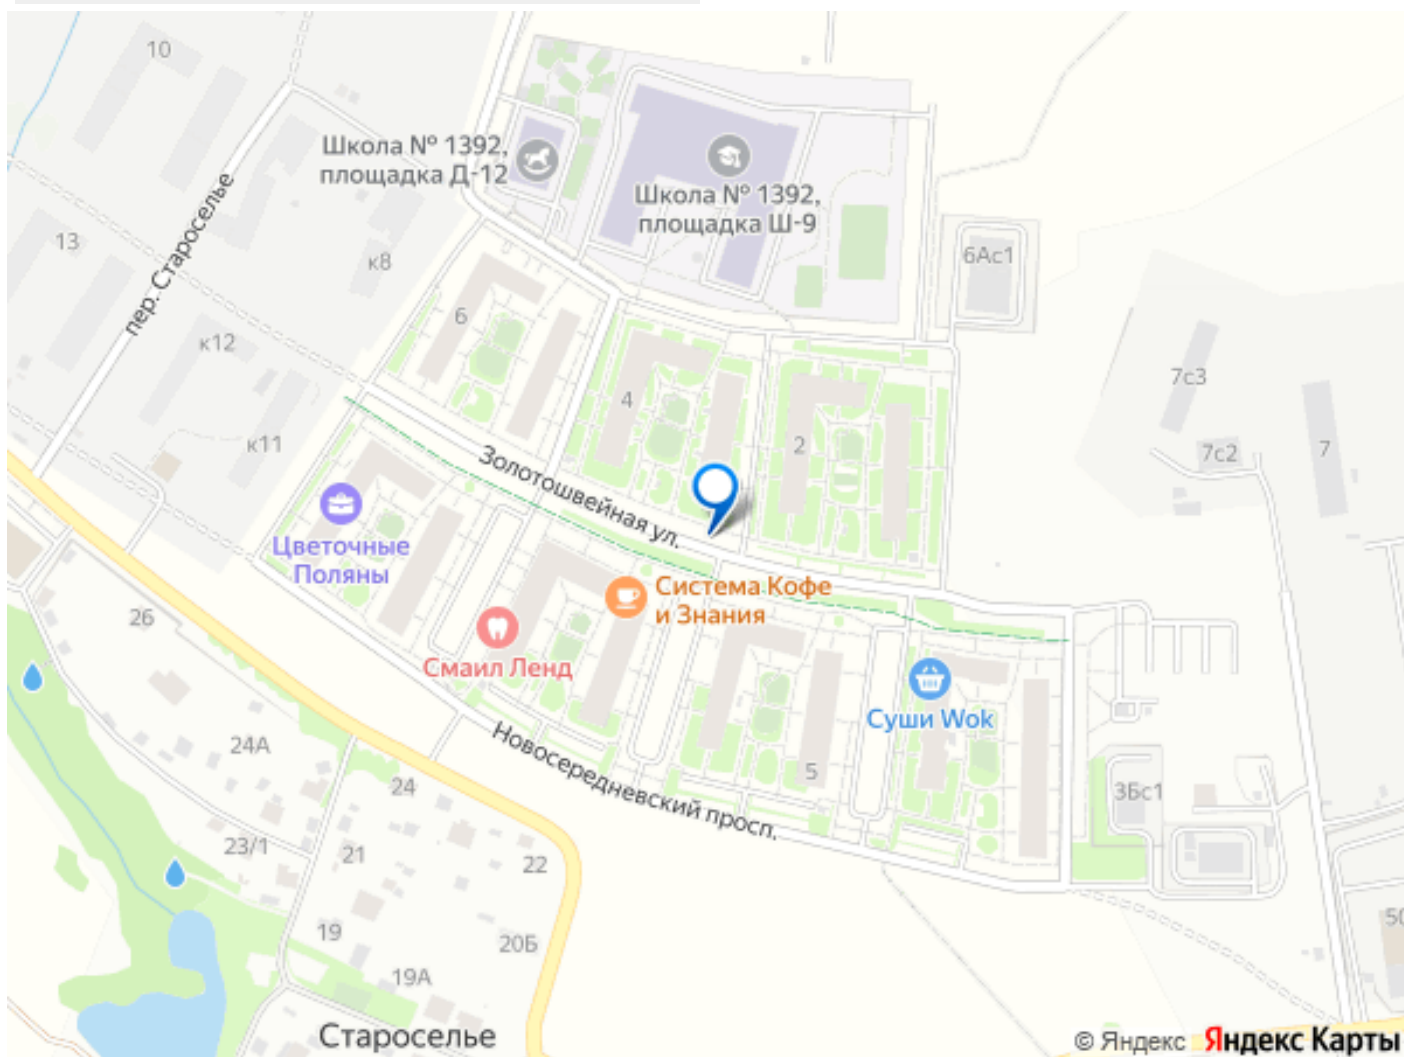 10
Школа № 1392,
площадка Д-12
Школа № 1392,
площадка Ш-9
пер. Староселье
13
к8
6Ас1
6
к12
7с3
4
2
7с2
7
к11
Золотошвейная ул.
Цветочные
Поляны
Система Кофе
и Знания
26
Смаил Ленд
Суши Wok
24А
Новосередневский просп.
5
24
3Бс1
23/1
21
22
50
19
20Б
19А
Староселье
© Яндекс Яндекс Карты